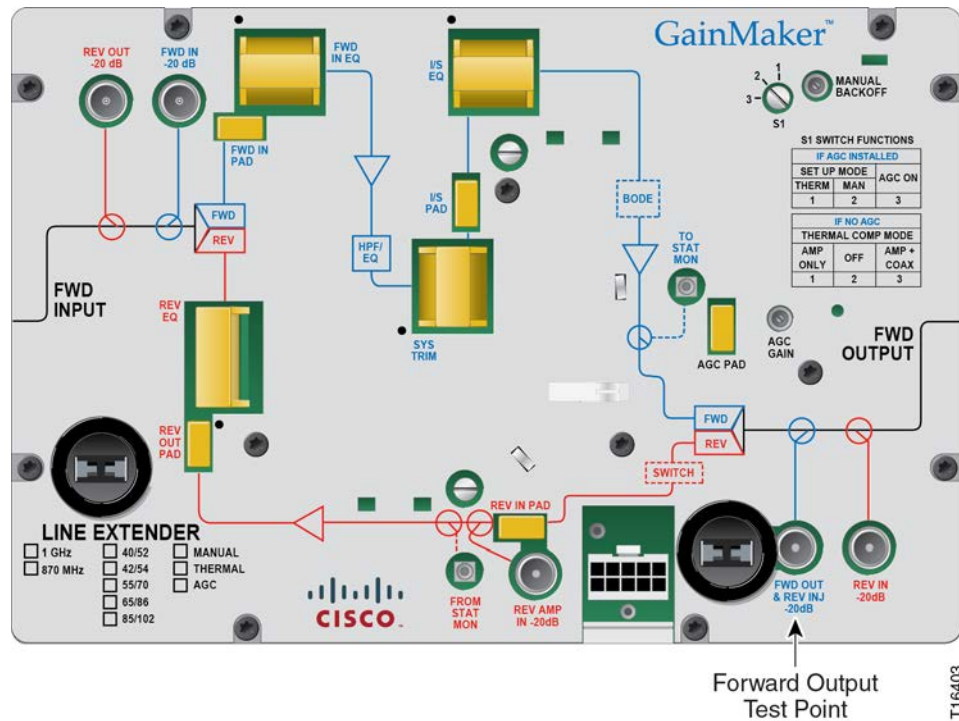 GainMaker™
REV OUT
-20 dB
FWD IN
-20 dB
FWD
IN EQ
I/S
EQ
1
2
3
S1
MANUAL
BACKOFF
FWD IN
PAD
S1 SWITCH FUNCTIONS
IF AGC INSTALLED
SET UP MODE
AGC ON
THERM
MAN
1
2
3
IF NO AGC
THERMAL COMP MODE
AMP
ONLY
OFF
AMP +
COAX
1
2
3
I/S
PAD
BODE
FWD
REV
HPF/
EQ
TO
STAT
MON
FWD
INPUT
REV
EQ
SYS
TRIM
AGC PAD
AGC
GAIN
FWD
OUTPUT
FWD
REV
REV
OUT
PAD
SWITCH
REV IN PAD
LINE EXTENDER
1 GHz
870 MHz
40/52
42/54
55/70
65/86
85/102
MANUAL
THERMAL
AGC
CISCO
FROM
STAT
MON
REV AMP
IN -20dB
FWD OUT
& REV INJ
-20dB
REV IN
-20dB
Forward Output
Test Point
T16403